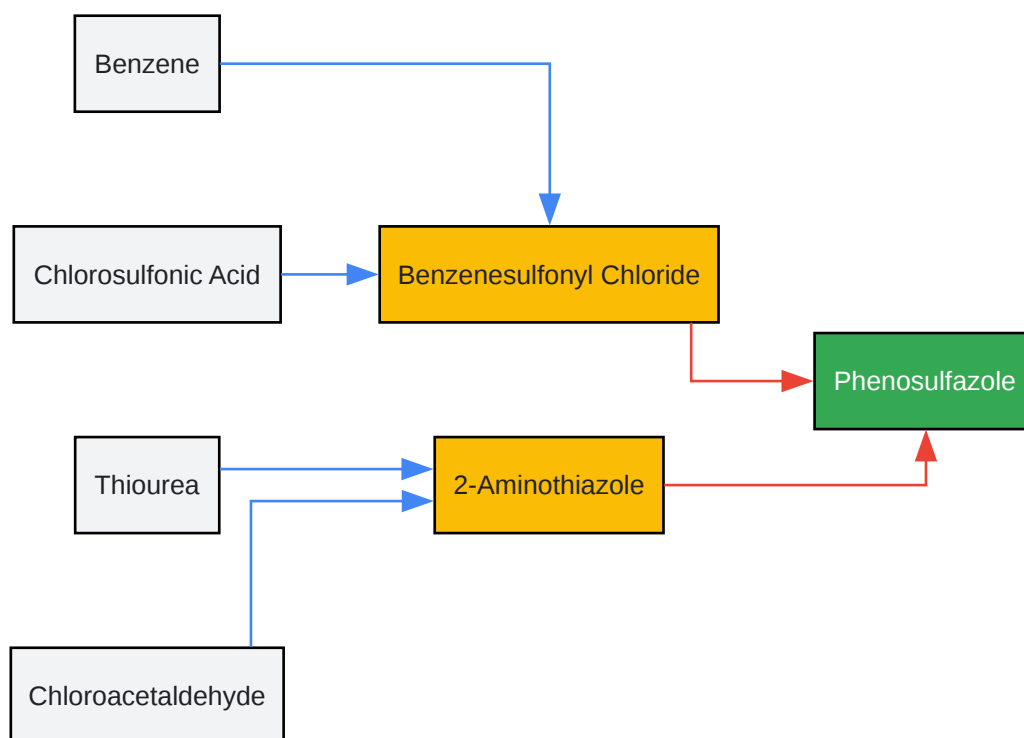 Benzene
Chlorosulfonic Acid
Benzenesulfonyl Chloride
Phenosulfazole
Thiourea
2-Aminothiazole
Chloroacetaldehyde